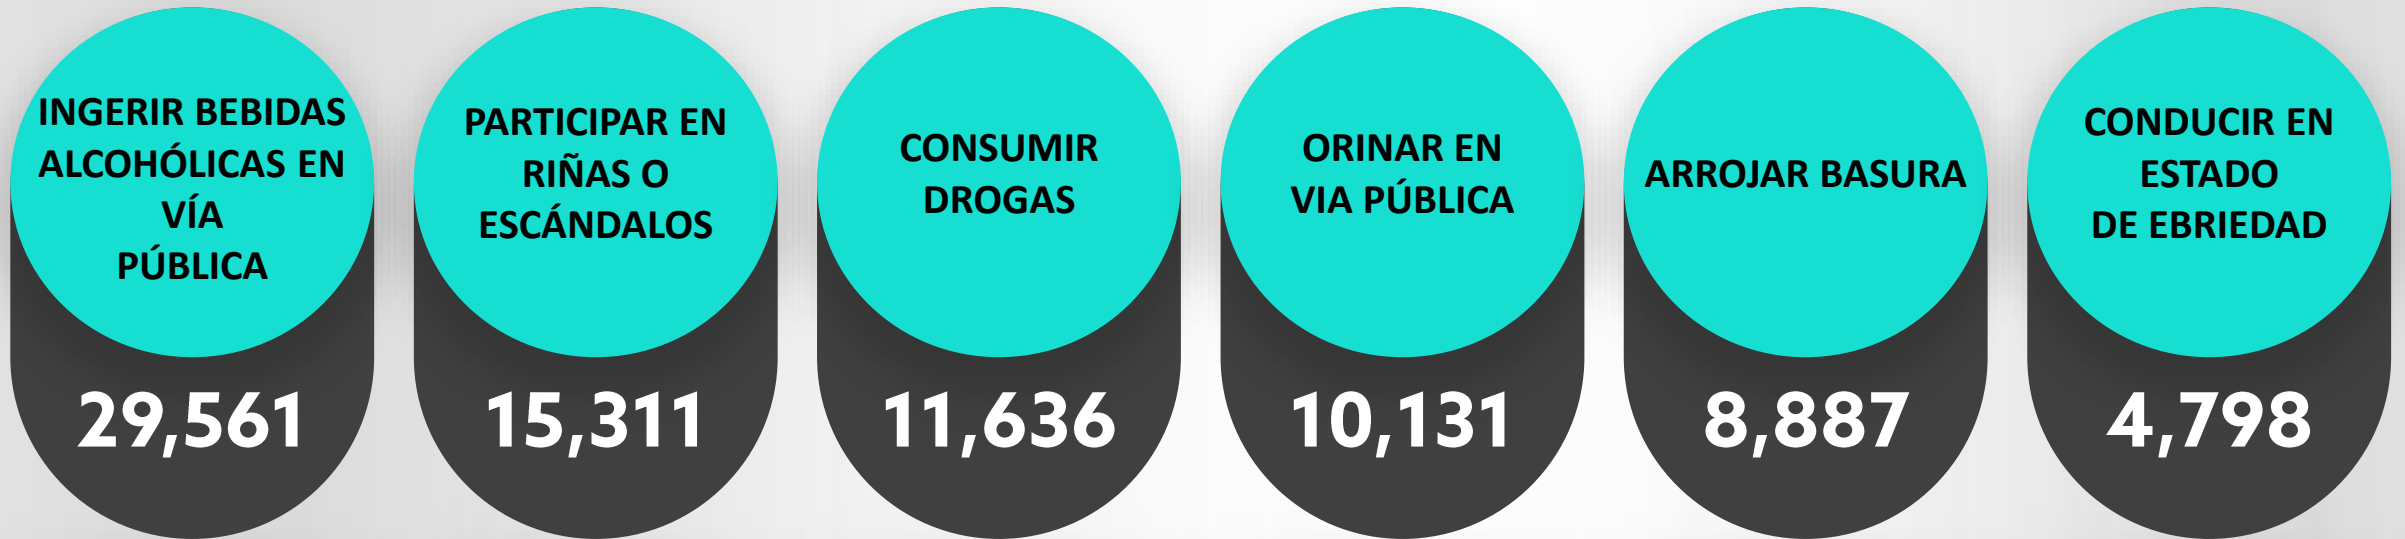 INGERIR BEBIDAS
ALCOHÓLICAS EN
VÍA
PÚBLICA
29,561
PARTICIPAR EN
RIÑAS O
ESCÁNDALOS
15,311
CONSUMIR
DROGAS
11,636
ORINAR EN
VIA PÚBLICA
10,131
ARROJAR BASURA
8,887
CONDUCIR EN
ESTADO
DE EBRIEDAD
4,798